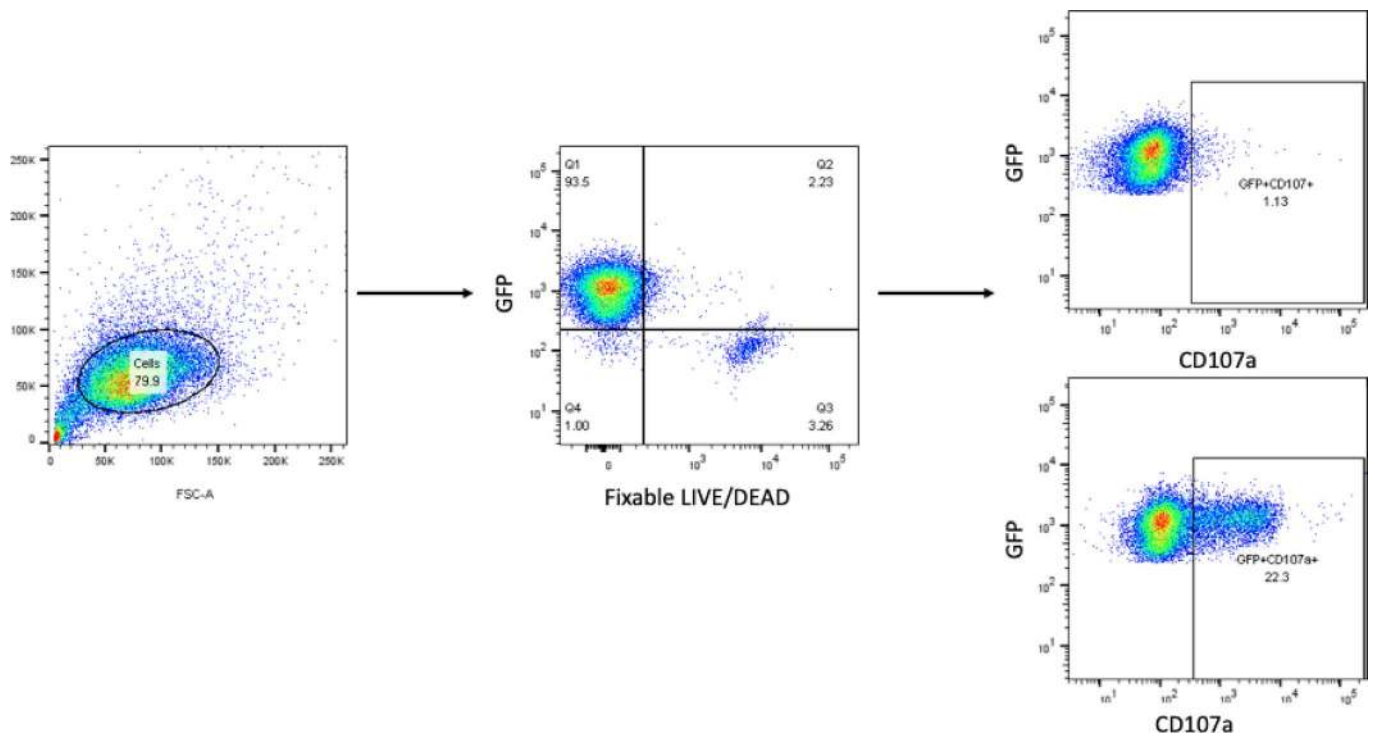 250K
200K
150K
100K
50K
0
Cells
79.9
0 50K 100K 150K 200K 250K
FSC-A
GFP
10^5
10^4
10^3
10^2
10^1
Q1
93.5
Q2
2.23
Q4
1.00
Q3
3.26
0 10^3 10^4 10^5
Fixable LIVE/DEAD
GFP
10^5
10^4
10^3
10^2
10^1
GFP+CD107+
1.13
10^1 10^2 10^3 10^4 10^5
CD107a
GFP
10^5
10^4
10^3
10^2
10^1
GFP+CD107a+
22.3
10^1 10^2 10^3 10^4 10^5
CD107a